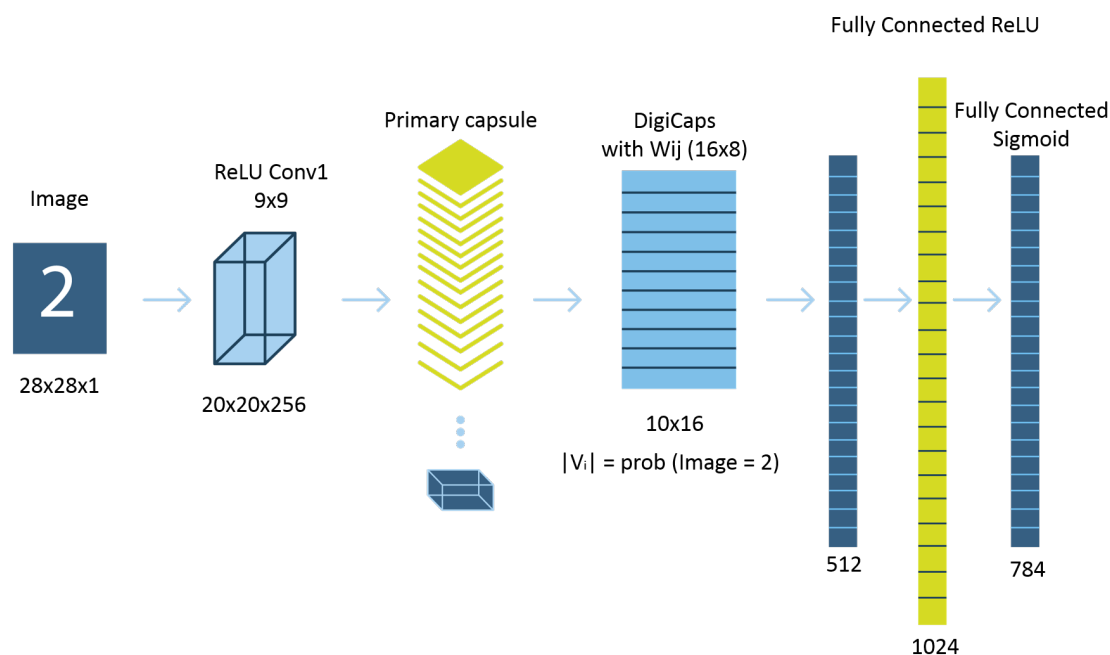 Image
2
28x28x1
ReLU Conv1
9x9
20x20x256
Primary capsule
DigiCaps
with Wij (16x8)
10x16
|Vᵢ| = prob (Image = 2)
Fully Connected ReLU
512
1024
Fully Connected
Sigmoid
784